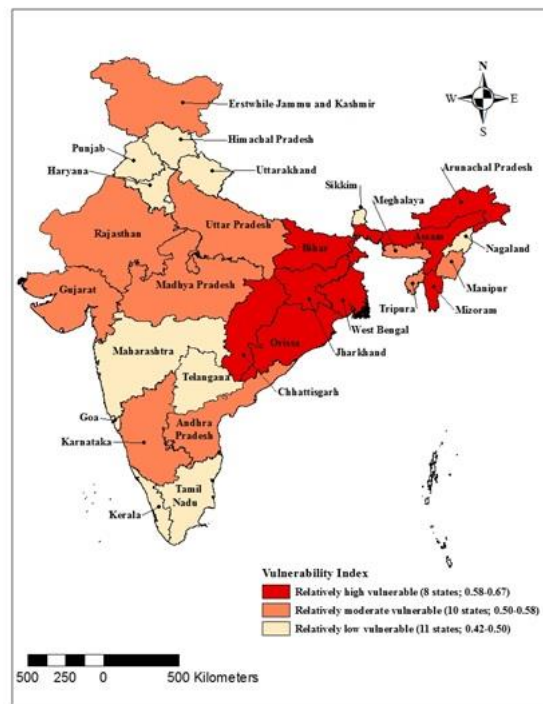 N
W E
S
Erstwhile Jammu and Kashmir
Himachal Pradesh
Punjab
Haryana
Uttarakhand
Arunachal Pradesh
Sikkim
Meghalaya
Rajasthan
Uttar Pradesh
Bihar
Assam
Nagaland
Gujarat
Madhya Pradesh
Manipur
Tripura
Mizoram
West Bengal
Orissa
Jharkhand
Maharashtra
Telangana
Chhattisgarh
Goa
Andhra
Pradesh
Karnataka
Tamil
Nadu
Kerala
Vulnerability Index
Relatively high vulnerable (8 states; 0.58-0.67)
Relatively moderate vulnerable (10 states; 0.50-0.58)
Relatively low vulnerable (11 states; 0.42-0.50)
500 250 0 500 Kilometers